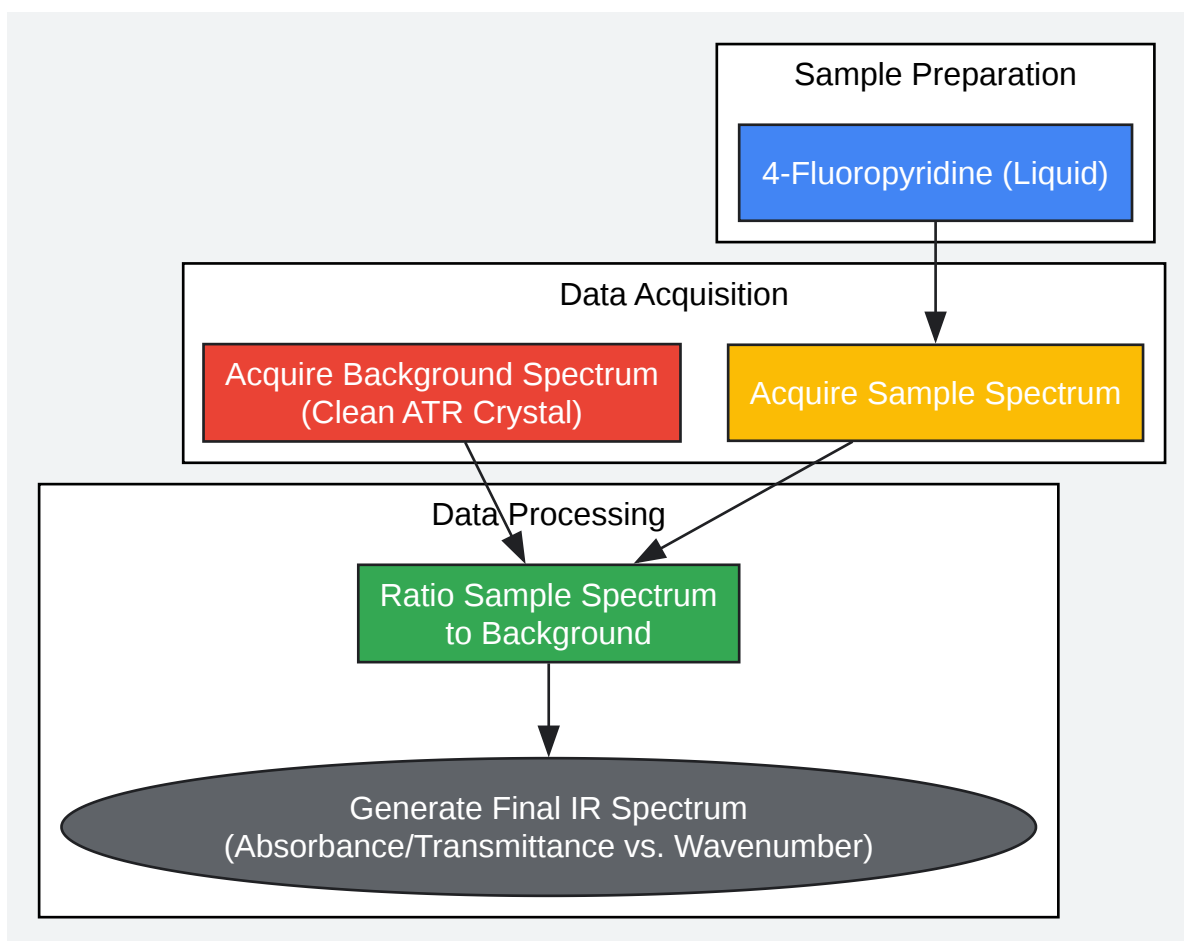 Sample Preparation
4-Fluoropyridine (Liquid)
Data Acquisition
Acquire Background Spectrum
(Clean ATR Crystal)
Acquire Sample Spectrum
Data Processing
Ratio Sample Spectrum
to Background
Generate Final IR Spectrum
(Absorbance/Transmittance vs. Wavenumber)